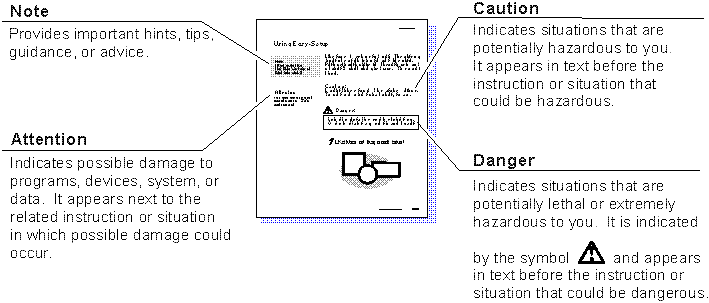 Note
Provides important hints, tips,
guidance, or advice.
Attention
Indicates possible damage to
programs, devices, system, or
data.  It appears next to the
related instruction or situation
in which possible damage could
occur.
Using Easy-Setup
Danger
Caution
Indicates situations that are
potentially hazardous to you.
It appears in text before the
instruction or situation that
could be hazardous.
Danger
Indicates situations that are
potentially lethal or extremely
hazardous to you.  It is indicated
by the symbol and appears
in text before the instruction or
situation that could be dangerous.